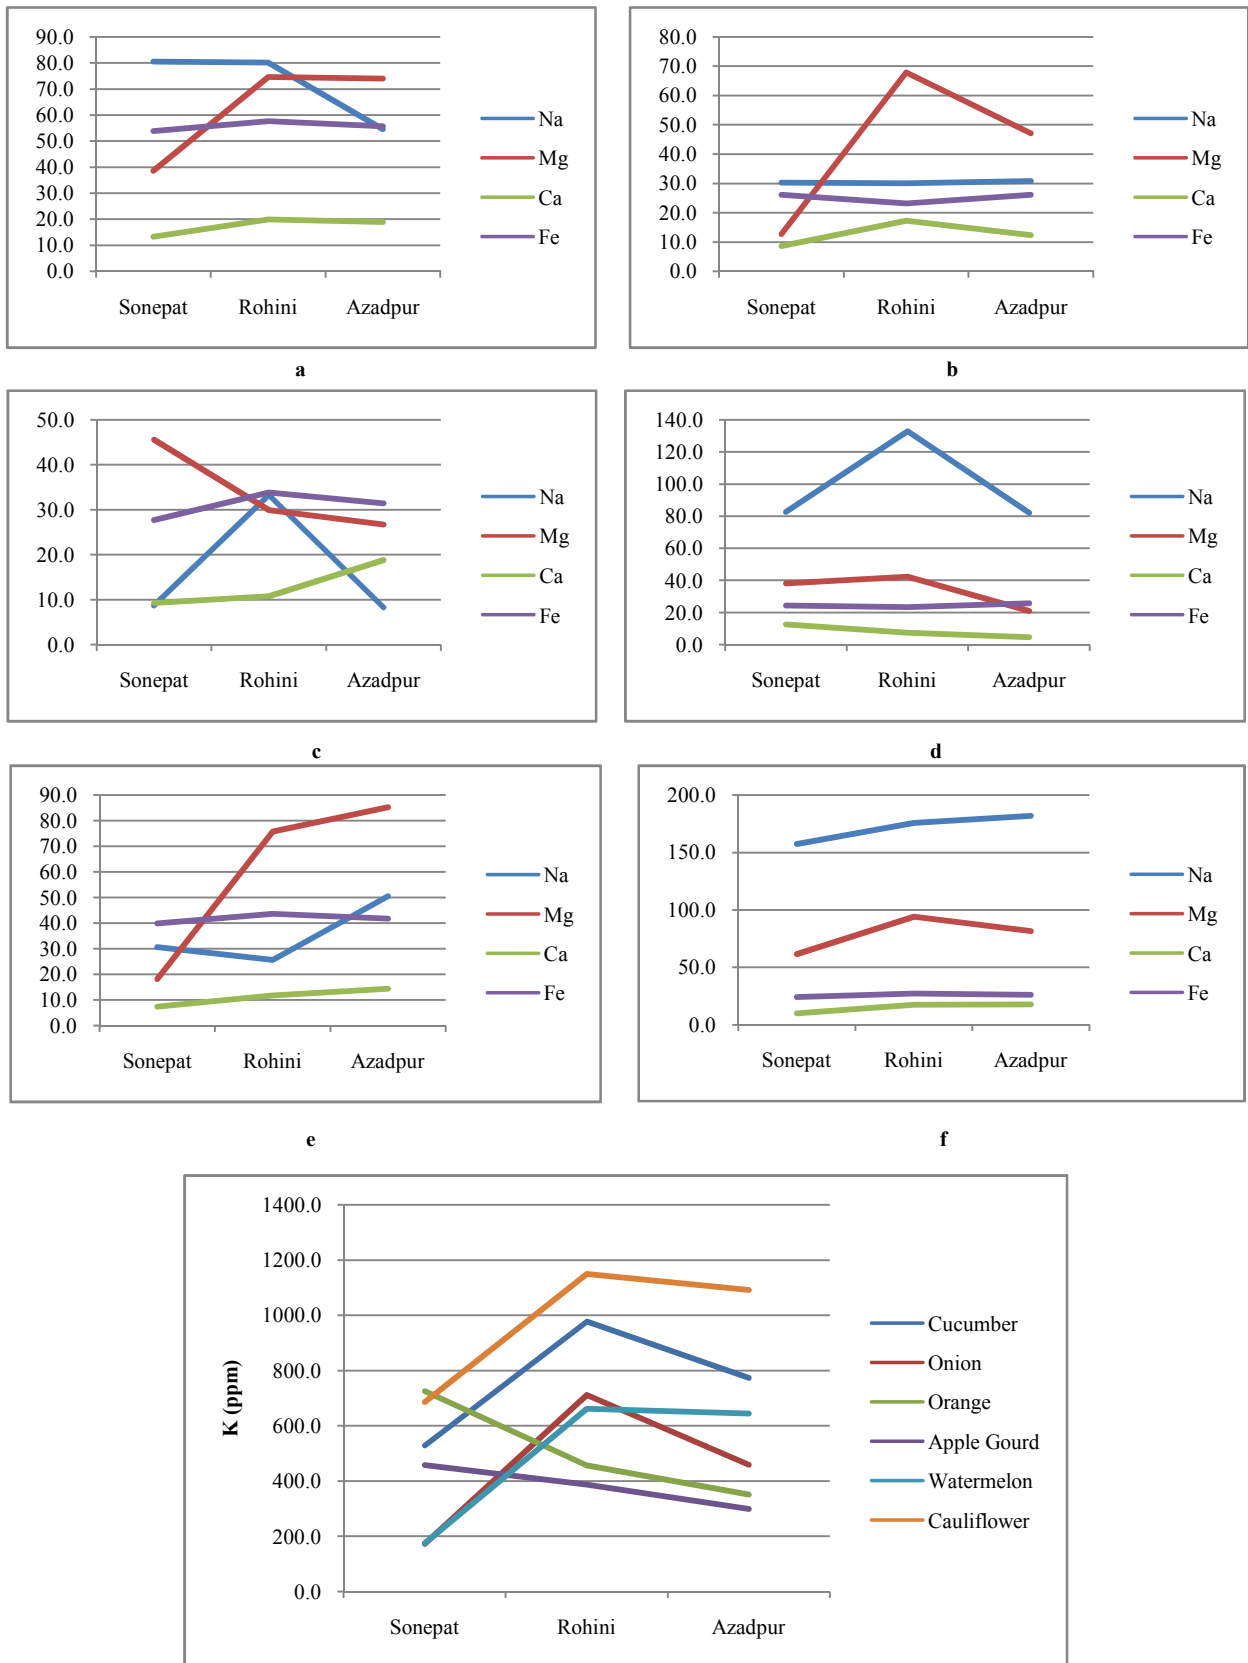 90.0
80.0
70.0
60.0
50.0
40.0
30.0
20.0
10.0
0.0
Sonepat Rohini Azadpur
Na
Mg
Ca
Fe
a
80.0
70.0
60.0
50.0
40.0
30.0
20.0
10.0
0.0
Sonepat Rohini Azadpur
Na
Mg
Ca
Fe
b
50.0
40.0
30.0
20.0
10.0
0.0
Sonepat Rohini Azadpur
Na
Mg
Ca
Fe
c
140.0
120.0
100.0
80.0
60.0
40.0
20.0
0.0
Sonepat Rohini Azadpur
Na
Mg
Ca
Fe
d
90.0
80.0
70.0
60.0
50.0
40.0
30.0
20.0
10.0
0.0
Sonepat Rohini Azadpur
Na
Mg
Ca
Fe
e
200.0
150.0
100.0
50.0
0.0
Sonepat Rohini Azadpur
Na
Mg
Ca
Fe
f
K (ppm)
1400.0
1200.0
1000.0
800.0
600.0
400.0
200.0
0.0
Sonepat Rohini Azadpur
Cucumber
Onion
Orange
Apple Gourd
Watermelon
Cauliflower